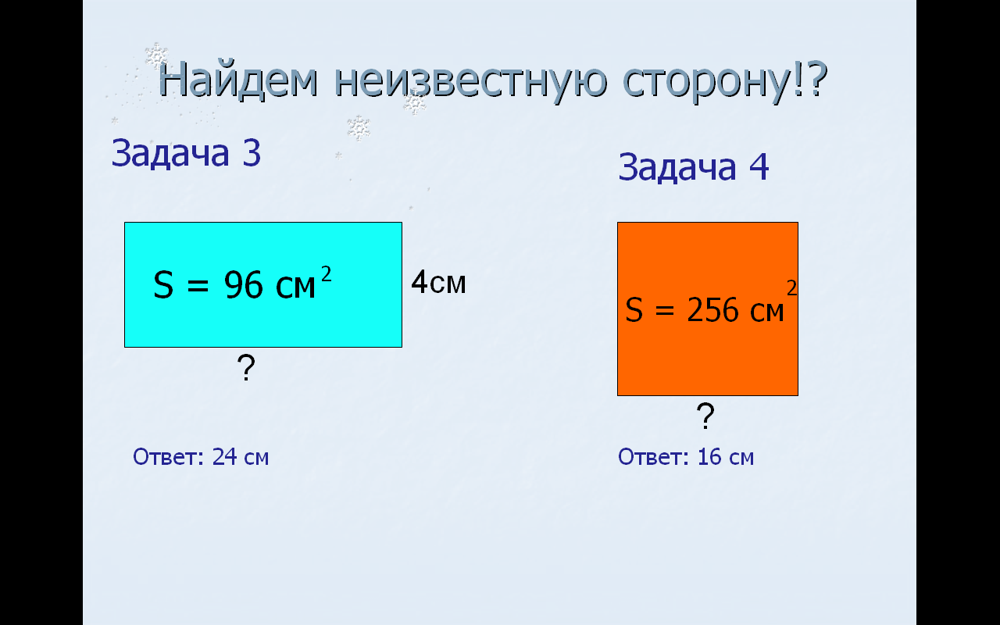 Найдем неизвестную сторону!?
Задача 3
S = 96 см²
4см
?
Ответ: 24 см
Задача 4
S = 256 см²
?
Ответ: 16 см